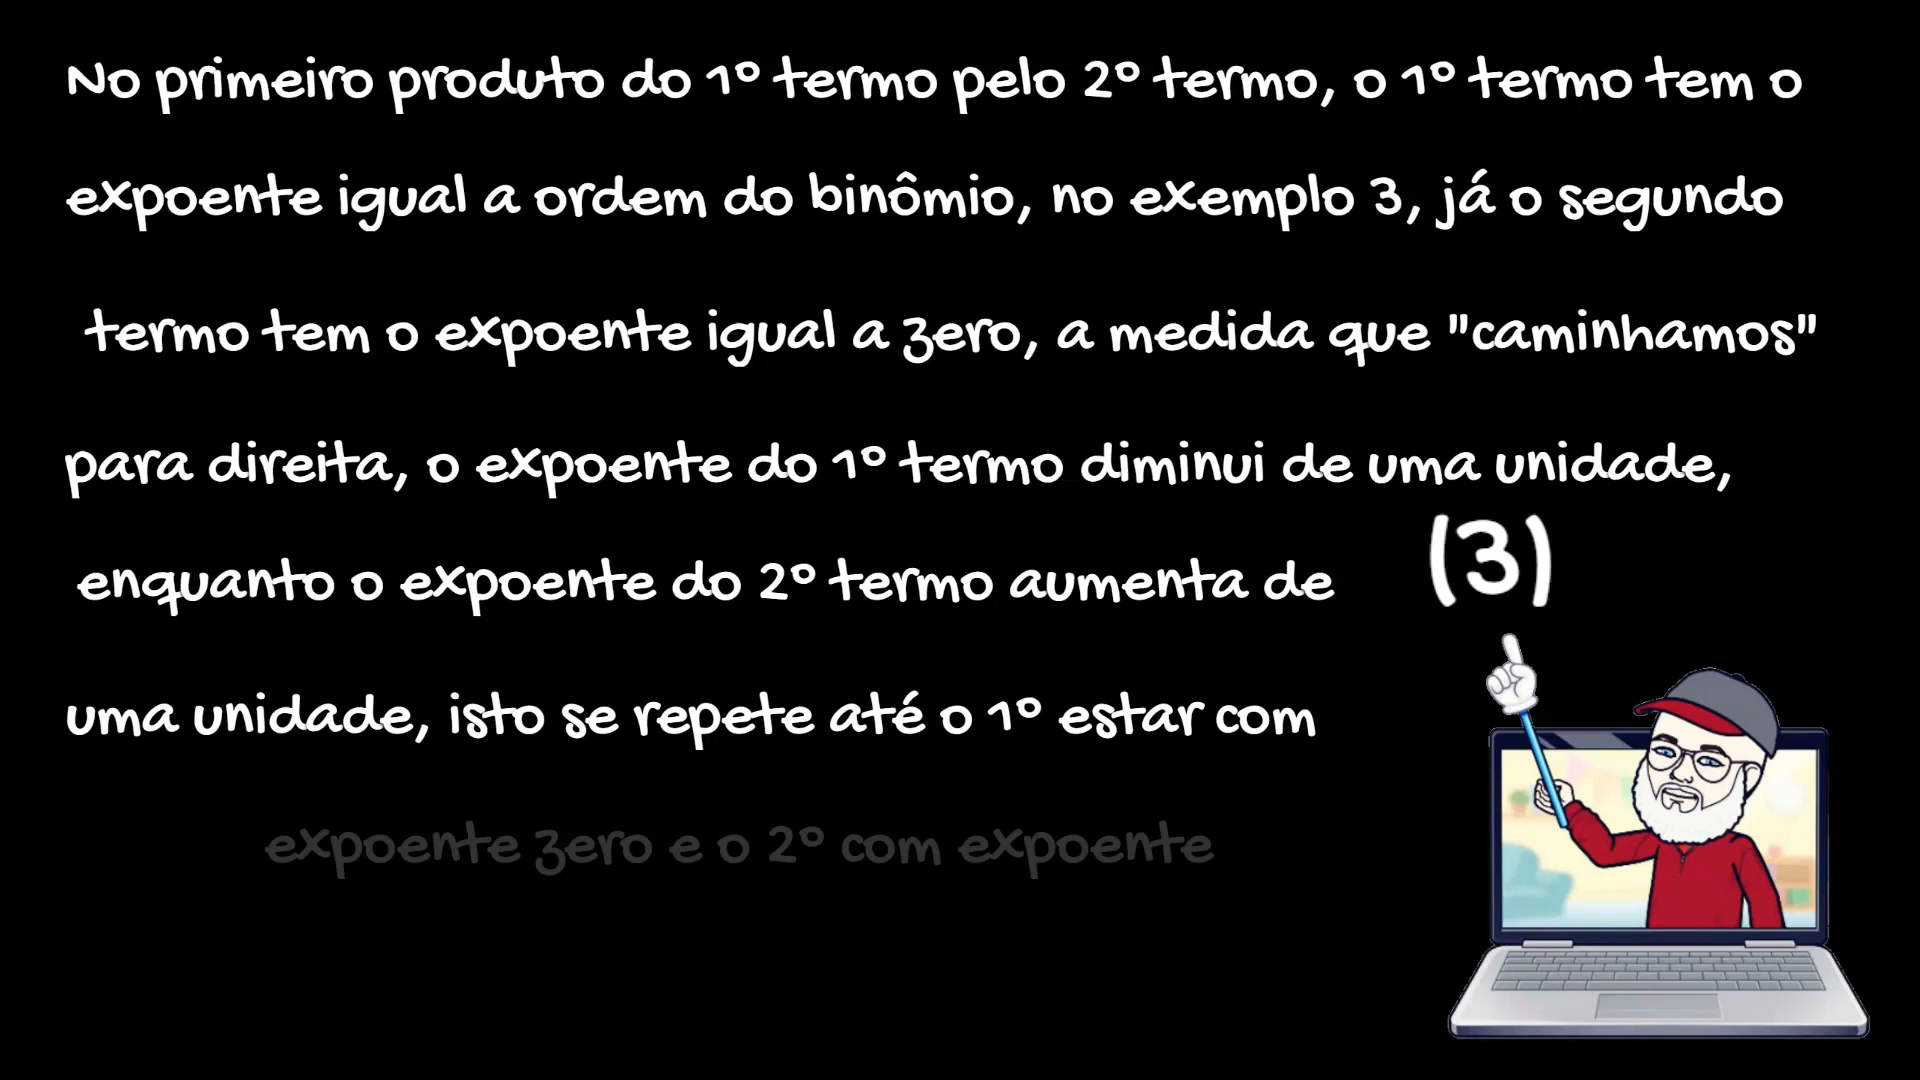 No primeiro produto do 1º termo pelo 2º termo, o 1º termo tem o
expoente igual a ordem do binômio, no exemplo 3, já o segundo
termo tem o expoente igual a zero, a medida que "caminhamos"
para direita, o expoente do 1º termo diminui de uma unidade,
enquanto o expoente do 2º termo aumenta de
(3)
uma unidade, isto se repete até o 1º estar com
expoente zero e o 2º com expoente